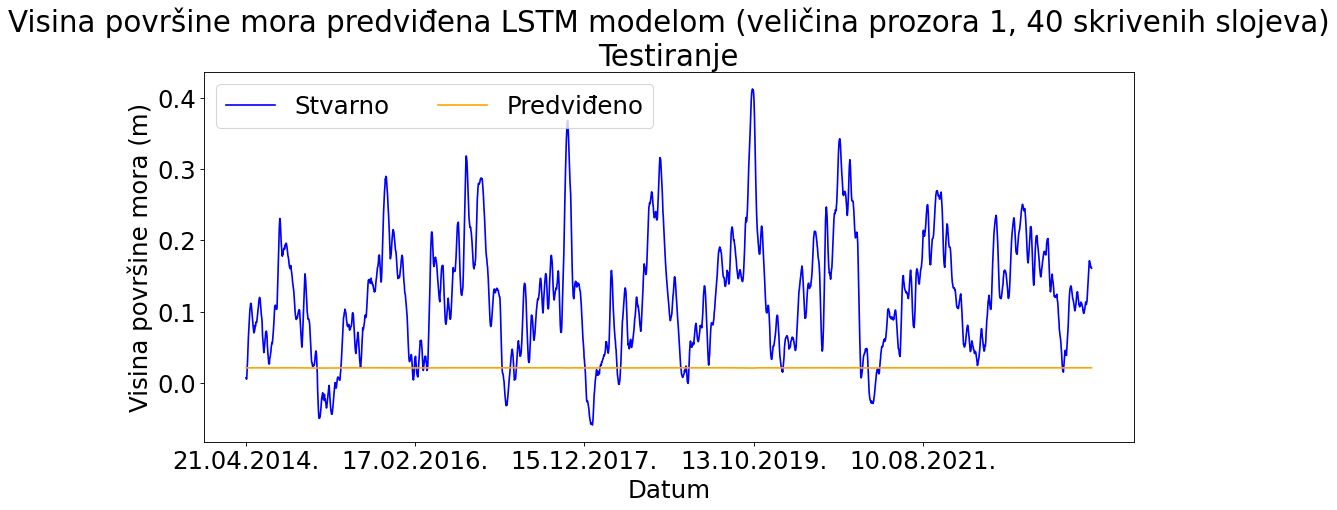 Visina površine mora predviđena LSTM modelom (veličina prozora 1, 40 skrivenih slojeva)
Testiranje
Stvarno Predviđeno
Visina površine mora (m)
0.4
0.3
0.2
0.1
0.0
21.04.2014. 17.02.2016. 15.12.2017. 13.10.2019. 10.08.2021.
Datum